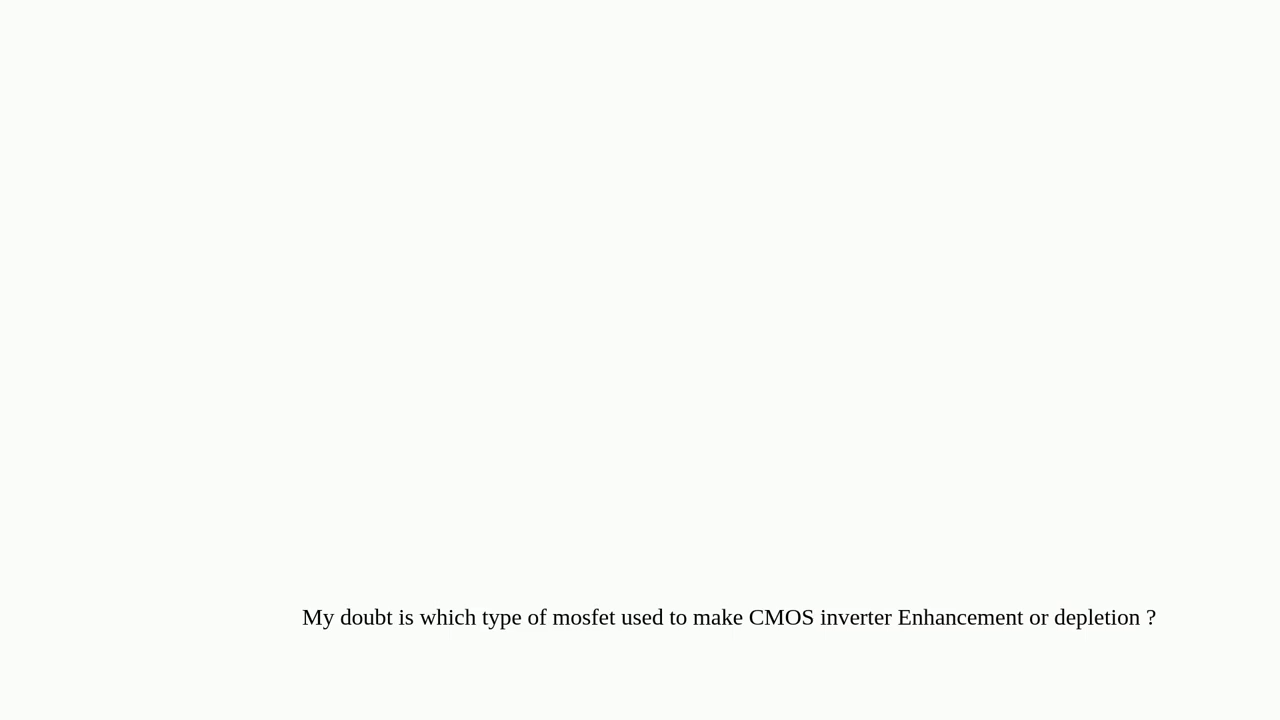 My doubt is which type of mosfet used to make CMOS inverter Enhancement or depletion ?